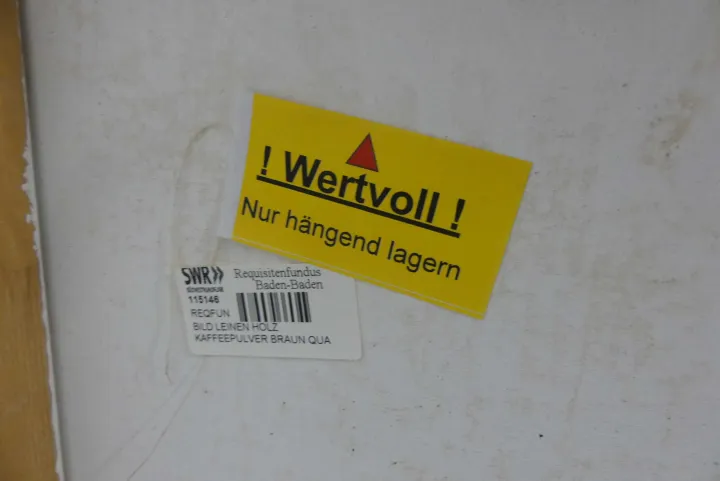 ! Wertvoll !
Nur hängend lagern
SWR»
Requisitenfundus
Baden-Baden
115146
REQFUN
BILD LEINEN HOLZ
KAFFEEPULVER BRAUN QUA